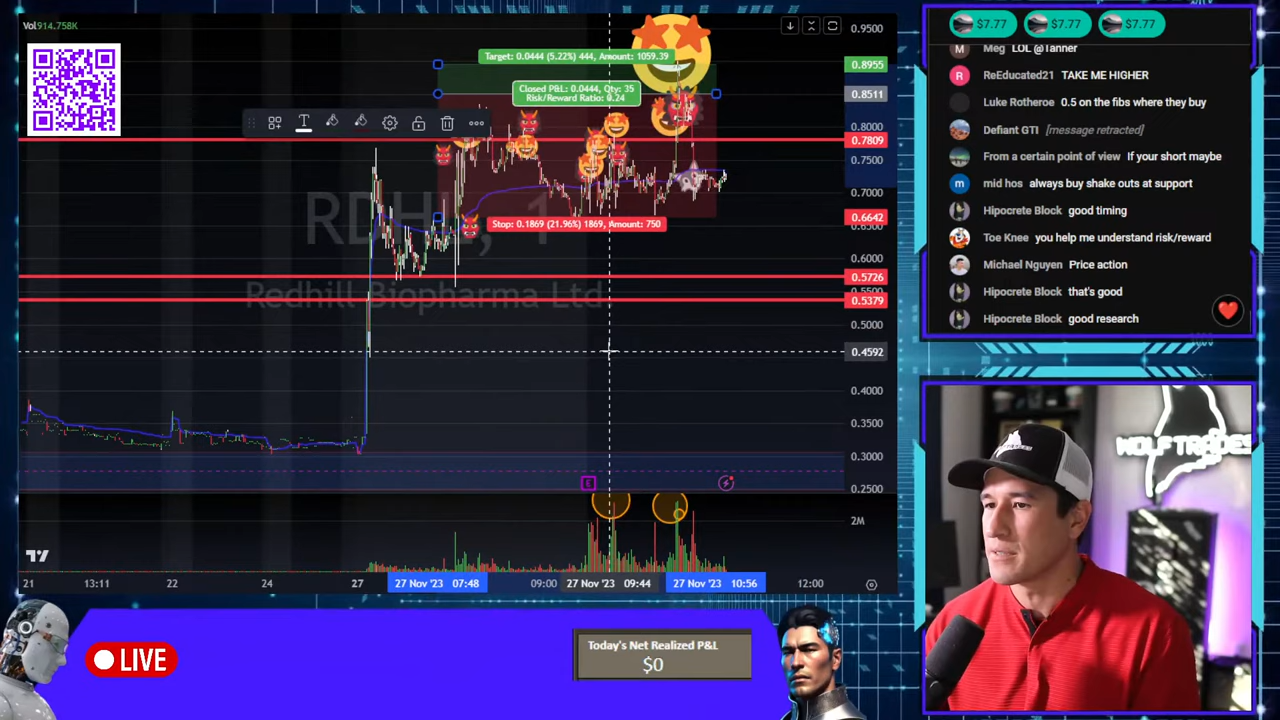 Vol914.758K
Target: 0.0444 (5.22%) 444, Amount: 1059.39
Closed P&L: 0.0444, Qty: 35
Risk/Reward Ratio: 0.24
Stop: 0.1869 (21.96%) 1869, Amount: 750
Redhill Biopharma Ltd
0.9500
0.8955
0.8511
0.8000
0.7809
0.7500
0.7000
0.6642
0.6500
0.6000
0.5726
0.5379
0.5000
0.4592
0.4000
0.3500
0.3000
0.2500
2M
E
21
13:11
22
24
27
27 Nov '23 07:48
09:00
27 Nov '23 09:44
27 Nov '23 10:56
12:00
$7.77
$7.77
$7.77
M Meg LOL @Tanner
R ReEducated21 TAKE ME HIGHER
Luke Rotheroe 0.5 on the fibs where they buy
Defiant GTI [message retracted]
From a certain point of view If your short maybe
m mid hos always buy shake outs at support
Hipocrete Block good timing
Toe Knee you help me understand risk/reward
Michael Nguyen Price action
Hipocrete Block that's good
Hipocrete Block good research
WOLFTRADES
LIVE
Today's Net Realized P&L
$0